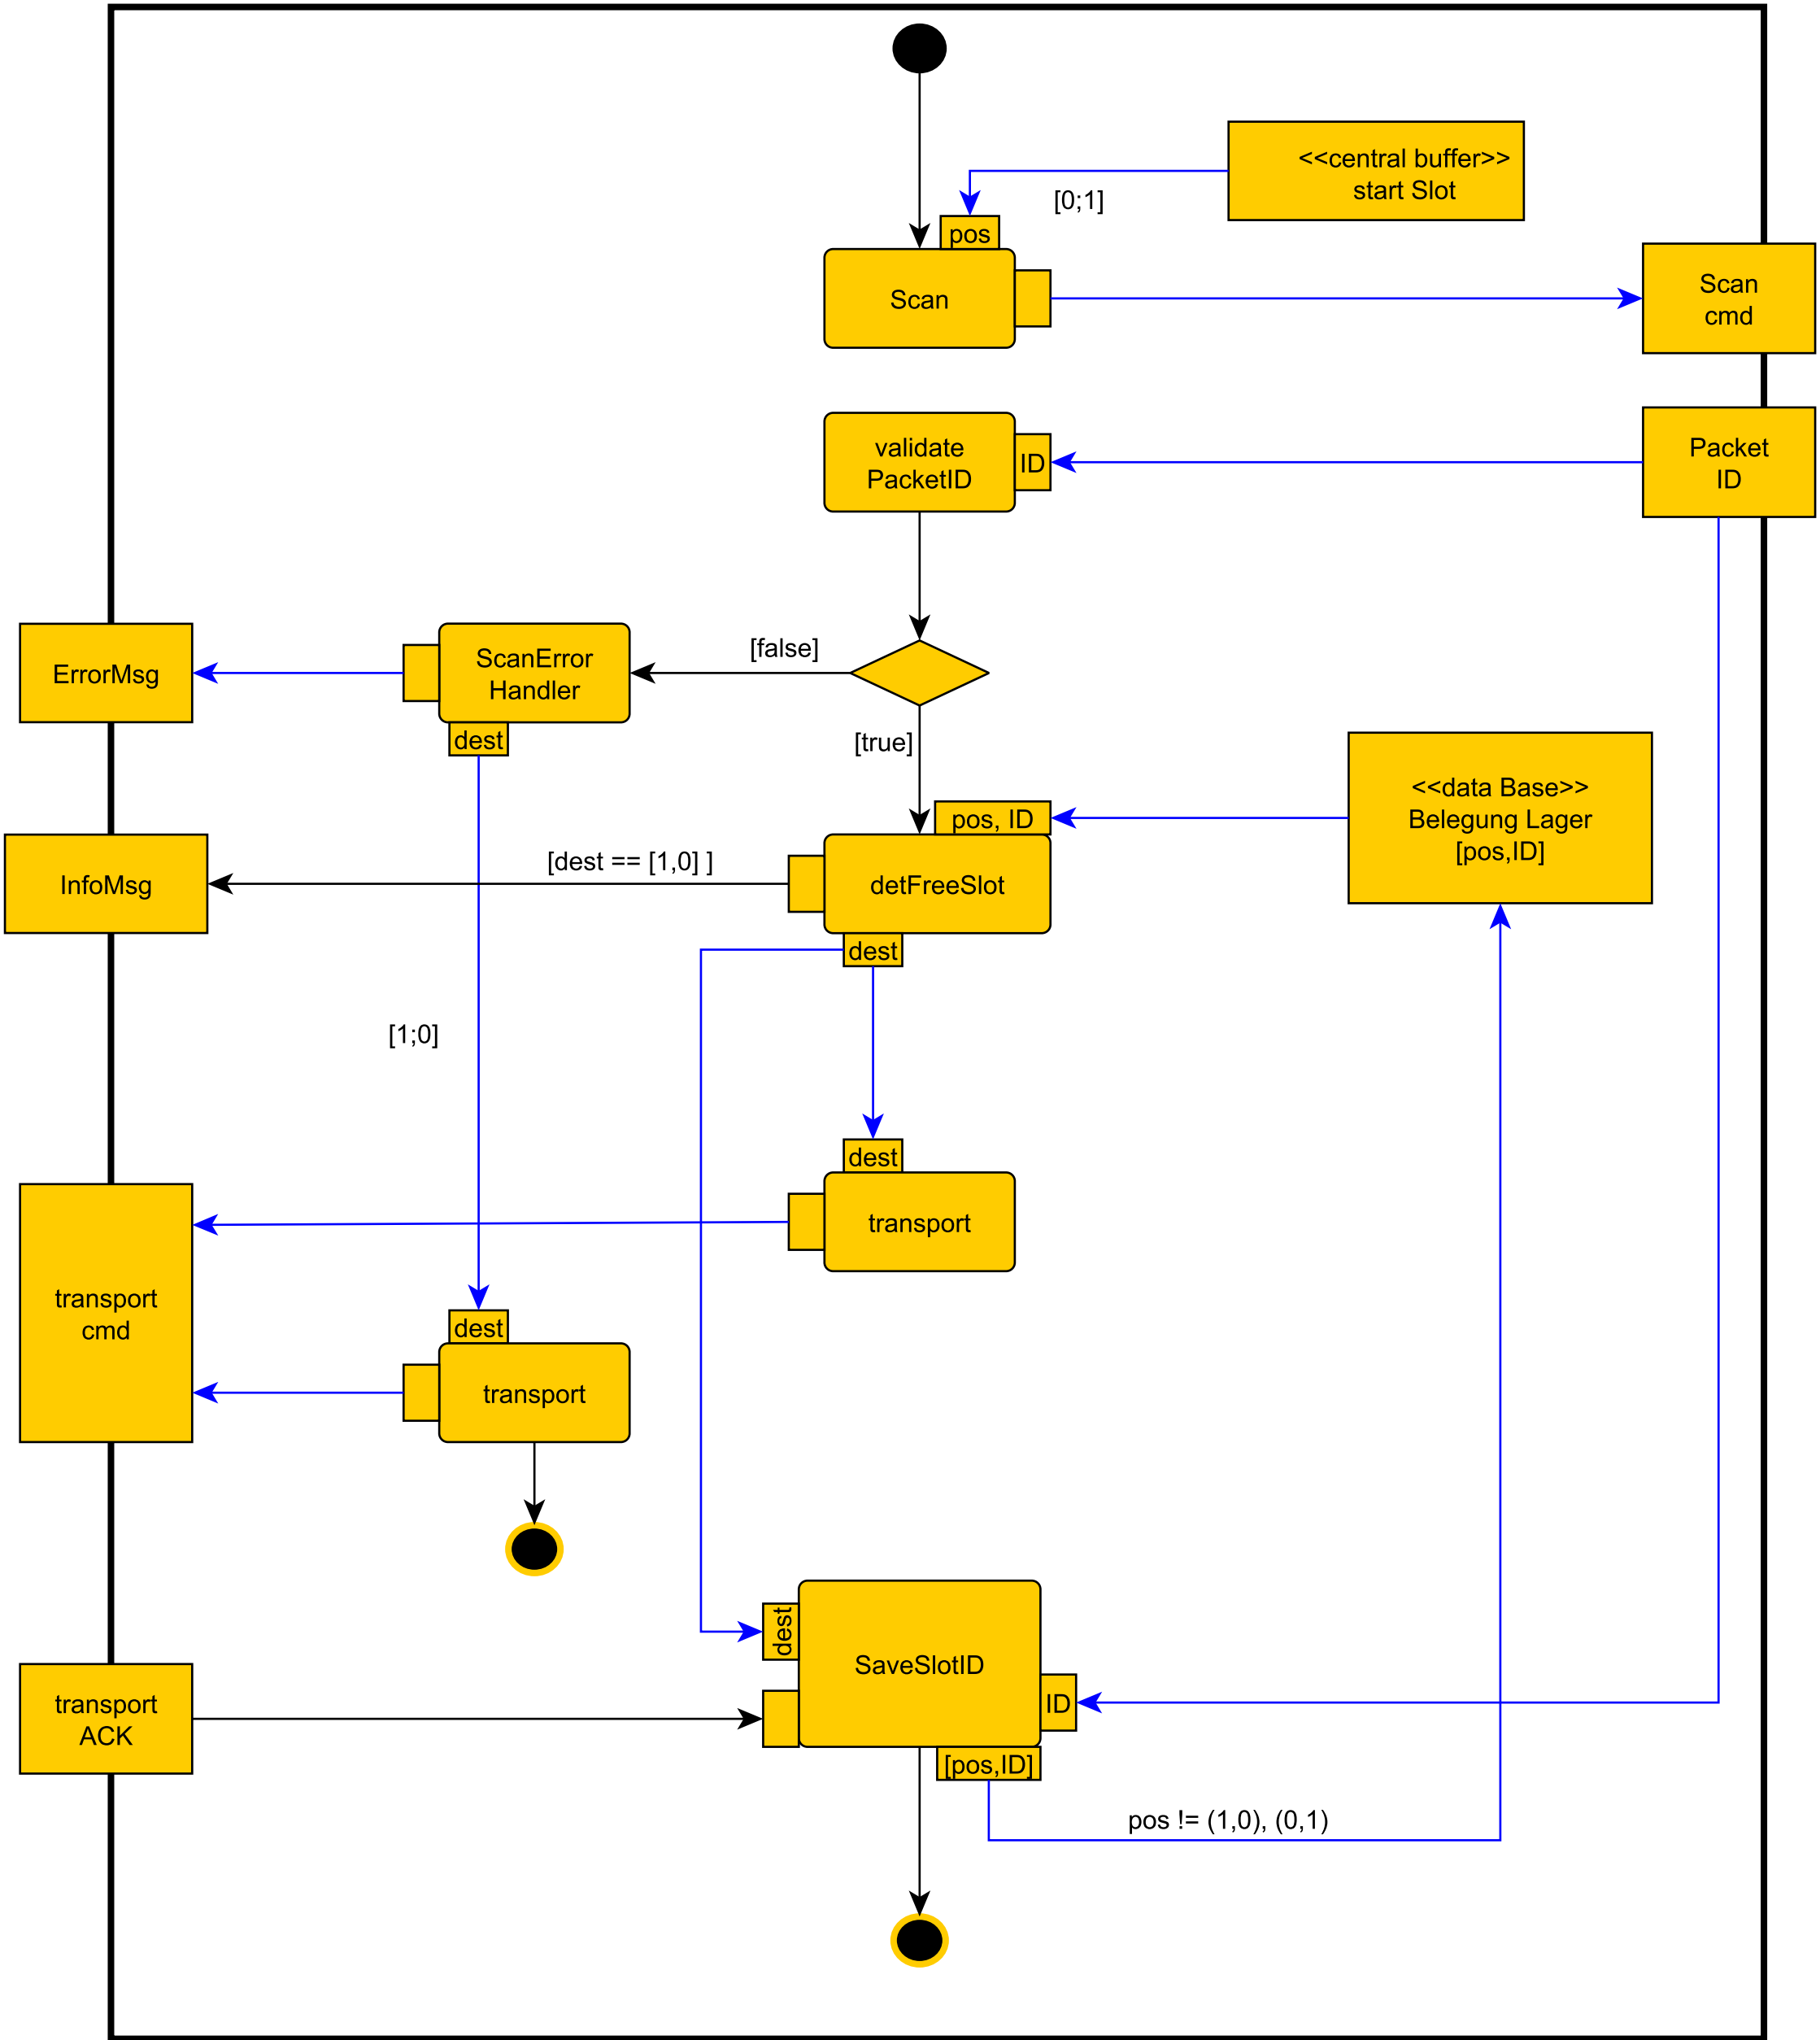 <<central buffer>>
start Slot
[0;1]
pos
Scan
Scan
cmd
validate
PacketID
ID
Packet
ID
[false]
ScanError
Handler
ErrorMsg
dest
[true]
<<data Base>>
Belegung Lager
[pos,ID]
pos, ID
[dest == [1,0] ]
detFreeSlot
InfoMsg
dest
[1;0]
dest
transport
transport
cmd
dest
transport
dest
SaveSlotID
ID
transport
ACK
[pos,ID]
pos != (1,0), (0,1)